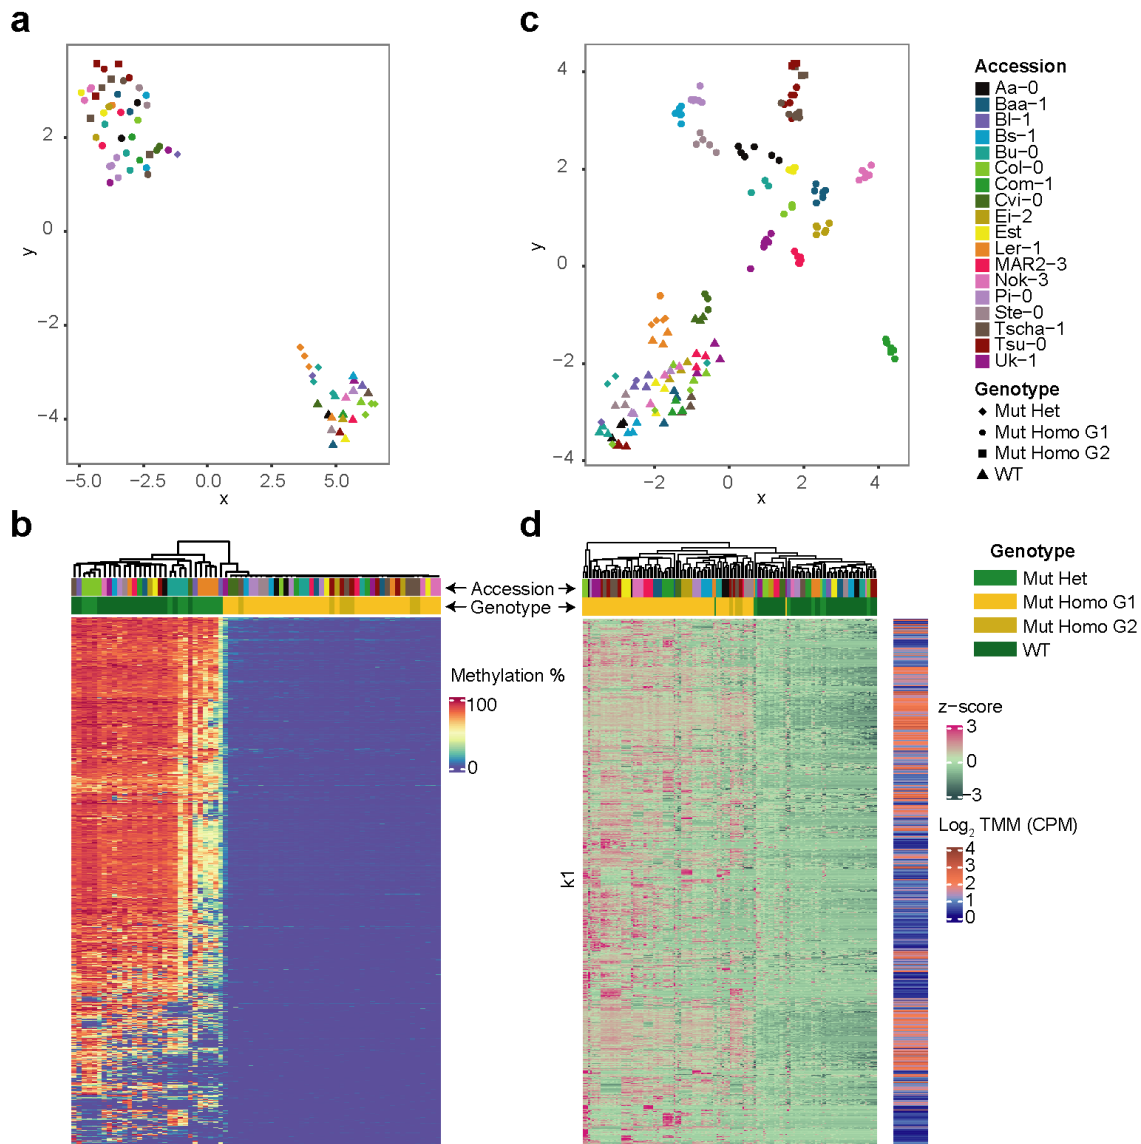 a
y
2
0
−2
−4
−5.0
−2.5
0.0
2.5
5.0
x
c
y
4
2
0
−2
−4
−2
0
2
4
x
Accession
Aa−0
Baa−1
Bl−1
Bs−1
Bu−0
Col−0
Com−1
Cvi−0
Ei−2
Est
Ler−1
MAR2−3
Nok−3
Pi−0
Ste−0
Tscha−1
Tsu−0
Uk−1
Genotype
Mut Het
Mut Homo G1
Mut Homo G2
WT
b
Accession
Genotype
Methylation %
100
0
d
k1
Genotype
Mut Het
Mut Homo G1
Mut Homo G2
WT
z−score
3
0
−3
Log2 TMM (CPM)
4
3
2
1
0